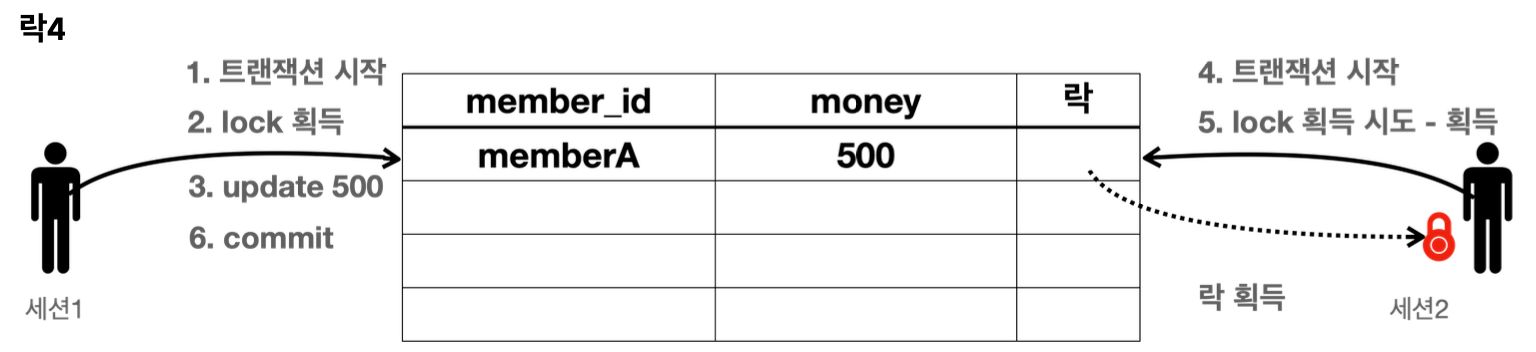 락4
1. 트랜잭션 시작
2. lock 획득
3. update 500
6. commit
세션1
member_id money 락
memberA 500
4. 트랜잭션 시작
5. lock 획득 시도 - 획득
락 획득
세션2